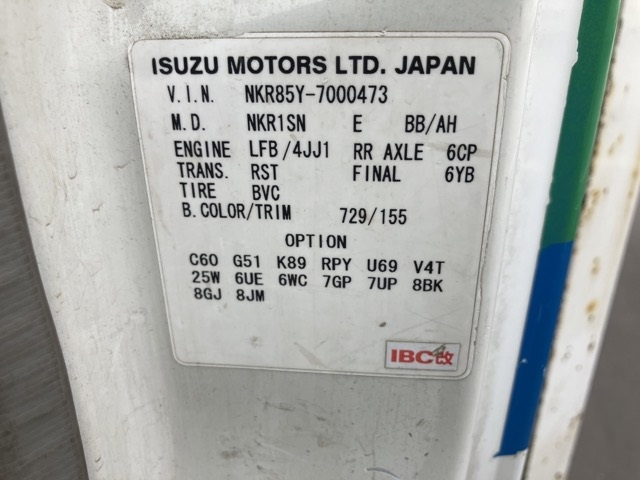 ISUZU MOTORS LTD. JAPAN
V.I.N. NKR85Y-7000473
M.D. NKR1SN E BB/AH
ENGINE LFB/4JJ1 RR AXLE 6CP
TRANS. RST FINAL 6YB
TIRE BVC
B.COLOR/TRIM 729/155
OPTION
C60 G51 K89 RPY U69 V4T
25W 6UE 6WC 7GP 7UP 8BK
8GJ 8JM
IBC改